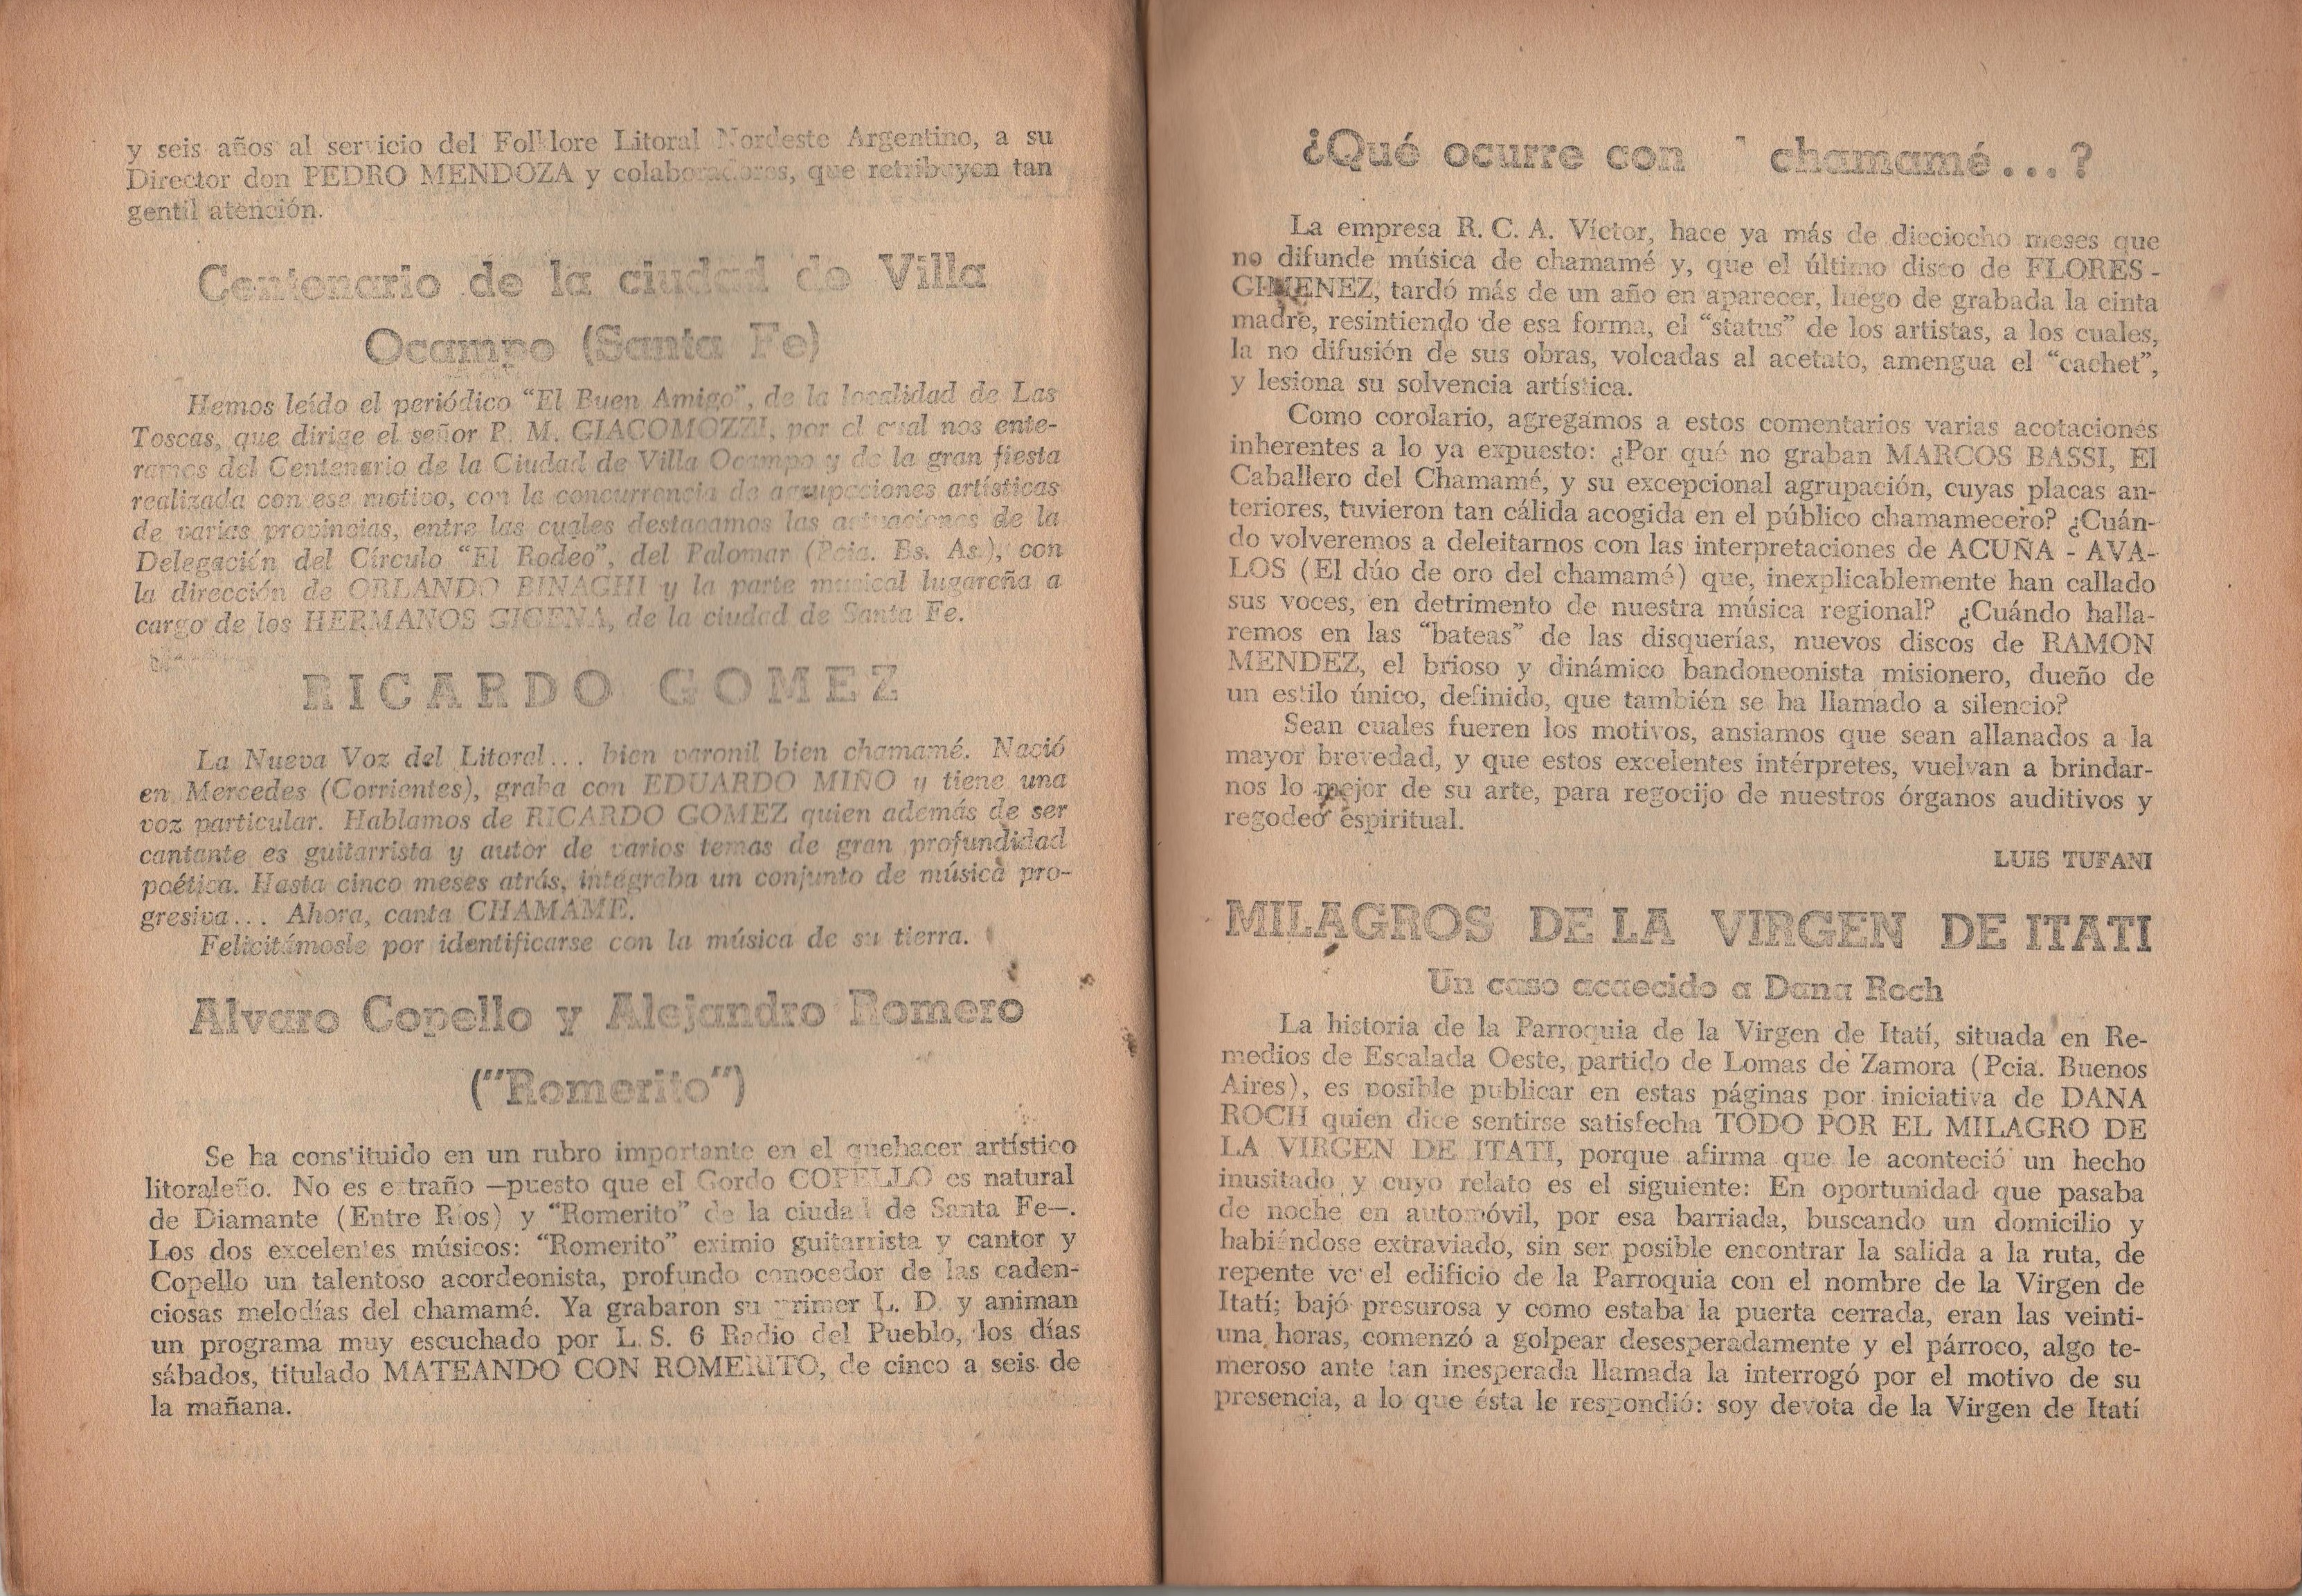 y seis años al servicio del Folklore Litoral Nordeste Argentino, a su
Director don PEDRO MENDOZA y colaboradores, que retribuyen tan
gentil atención.
Centenario de la ciudad de Villa
Ocampo (Santa Fe)
Hemos leído el periódico “El Buen Amigo”, de la localidad de Las
Toscas, que dirige el señor P. M. GIACOMOZZI, por el cual nos ente-
ramos del Centenario de la Ciudad de Villa Ocampo y de la gran fiesta
realizada con ese motivo, con la concurrencia de agrupaciones artísticas
de varias provincias, entre las cuales destacamos las actuaciones de la
Delegación del Círculo “El Rodeo”, del Palomar (Pcia. Bs. As.), con
la dirección de ORLANDO BINAGHI y la parte musical lugareña a
cargo de los HERMANOS GIGENA, de la ciudad de Santa Fe.
RICARDO GOMEZ
La Nueva Voz del Litoral... bien varonil bien chamamé. Nació
en Mercedes (Corrientes), graba con EDUARDO MIÑO y tiene una
voz particular. Hablamos de RICARDO GOMEZ quien además de ser
cantante es guitarrista y autor de varios temas de gran profundidad
poética. Hasta cinco meses atrás, integraba un conjunto de música pro-
gresiva... Ahora, canta CHAMAME.
Felicitámosle por identificarse con la música de su tierra.
Alvaro Copello y Alejandro Romero
(“Romerito”)
Se ha constituido en un rubro importante en el quehacer artístico
litoraleño. No es extraño —puesto que el Gordo COPELLO es natural
de Diamante (Entre Ríos) y “Romerito” de la ciudad de Santa Fe—.
Los dos excelentes músicos: “Romerito” eximio guitarrista y cantor y
Copello un talentoso acordeonista, profundo conocedor de las caden-
ciosas melodías del chamamé. Ya grabaron su primer L. D. y animan
un programa muy escuchado por L. S. 6 Radio del Pueblo, los días
sábados, titulado MATEANDO CON ROMERITO, de cinco a seis de
la mañana.
¿Qué ocurre con l chamamé...?
La empresa R. C. A. Víctor, hace ya más de dieciocho meses que
no difunde música de chamamé y, que el último disco de FLORES -
GIMENEZ, tardó más de un año en aparecer, luego de grabada la cinta
madre, resintiendo de esa forma, el “status” de los artistas, a los cuales,
la no difusión de sus obras, volcadas al acetato, amengua el “cachet”,
y lesiona su solvencia artística.
Como corolario, agregamos a estos comentarios varias acotaciones
inherentes a lo ya expuesto: ¿Por qué no graban MARCOS BASSI, El
Caballero del Chamamé, y su excepcional agrupación, cuyas placas an-
teriores, tuvieron tan cálida acogida en el público chamamecero? ¿Cuán-
do volveremos a deleitarnos con las interpretaciones de ACUÑA - AVA-
LOS (El dúo de oro del chamamé) que, inexplicablemente han callado
sus voces, en detrimento de nuestra música regional? ¿Cuándo halla-
remos en las “bateas” de las disquerías, nuevos discos de RAMON
MENDEZ, el brioso y dinámico bandoneonista misionero, dueño de
un estilo único, definido, que también se ha llamado a silencio?
Sean cuales fueren los motivos, ansiamos que sean allanados a la
mayor brevedad, y que estos excelentes intérpretes, vuelvan a brindar-
nos lo mejor de su arte, para regocijo de nuestros órganos auditivos y
regodeo espiritual.
LUIS TUFANI
MILAGROS DE LA VIRGEN DE ITATI
Un caso acaecido a Dana Roch
La historia de la Parroquia de la Virgen de Itatí, situada en Re-
medios de Escalada Oeste, partido de Lomas de Zamora (Pcia. Buenos
Aires), es posible publicar en estas páginas por iniciativa de DANA
ROCH quien dice sentirse satisfecha TODO POR EL MILAGRO DE
LA VIRGEN DE ITATI, porque afirma que le aconteció un hecho
inusitado y cuyo relato es el siguiente: En oportunidad que pasaba
de noche en automóvil, por esa barriada, buscando un domicilio y
habiéndose extraviado, sin ser posible encontrar la salida a la ruta, de
repente ve el edificio de la Parroquia con el nombre de la Virgen de
Itatí; bajó presurosa y como estaba la puerta cerrada, eran las veinti-
una horas, comenzó a golpear desesperadamente y el párroco, algo te-
meroso ante tan inesperada llamada la interrogó por el motivo de su
presencia, a lo que ésta le respondió: soy devota de la Virgen de Itatí